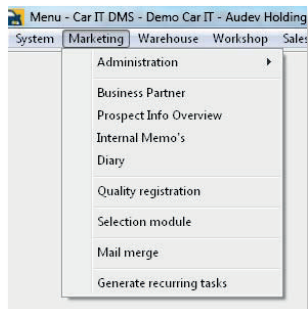 Menu - Car IT DMS - Demo Car IT - Audev Holding
System Marketing Warehouse Workshop Sales
Administration
Business Partner
Prospect Info Overview
Internal Memo's
Diary
Quality registration
Selection module
Mail merge
Generate recurring tasks